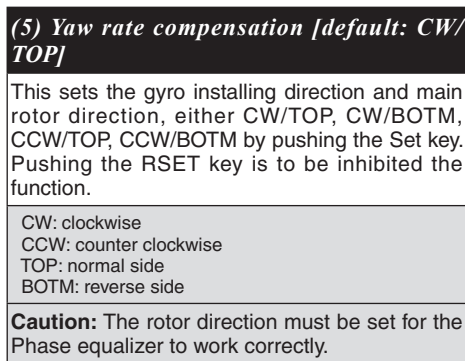 (5) Yaw rate compensation [default: CW/
TOP]
This sets the gyro installing direction and main
rotor direction, either CW/TOP, CW/BOTM,
CCW/TOP, CCW/BOTM by pushing the Set key.
Pushing the RSET key is to be inhibited the
function.
CW: clockwise
CCW: counter clockwise
TOP: normal side
BOTM: reverse side
Caution: The rotor direction must be set for the
Phase equalizer to work correctly.